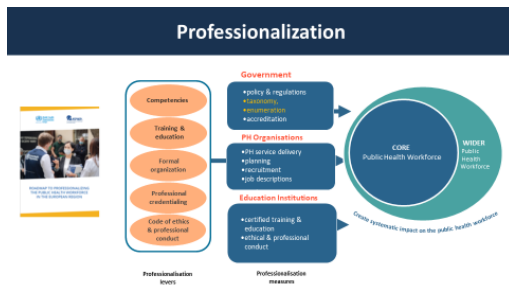 Professionalization
ROADMAP TO PROFESSIONALIZING
THE PUBLIC HEALTH WORKFORCE
IN THE EUROPEAN REGION
Competencies
Training &
education
Formal
organization
Professional
credentialing
Code of ethics
& professional
conduct
Professionalisation
levers
Government
•policy & regulations
•taxonomy,
enumeration
•accreditation
PH Organisations
•PH service delivery
•planning
•recruitment
•job descriptions
Education Institutions
•certified training &
education
•ethical & professional
conduct
Professionalisation
measures
CORE
Public Health Workforce
WIDER
Public
Health
Workforce
Create systematic impact on the public health workforce